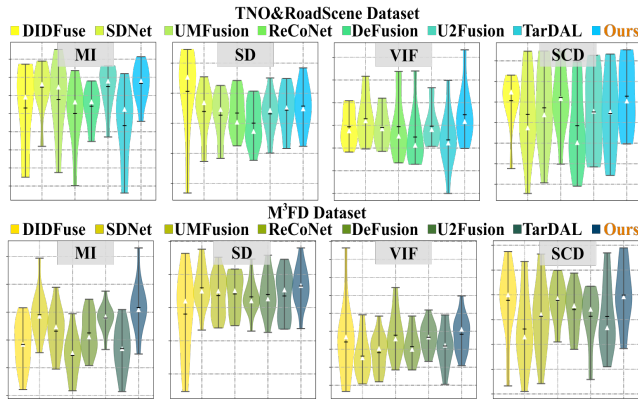 TNO&RoadScene Dataset
DIDFuse SDNet UMFusion ReCoNet DeFusion U2Fusion TarDAL Ours
MI SD VIF SCD
M³FD Dataset
DIDFuse SDNet UMFusion ReCoNet DeFusion U2Fusion TarDAL Ours
MI SD VIF SCD